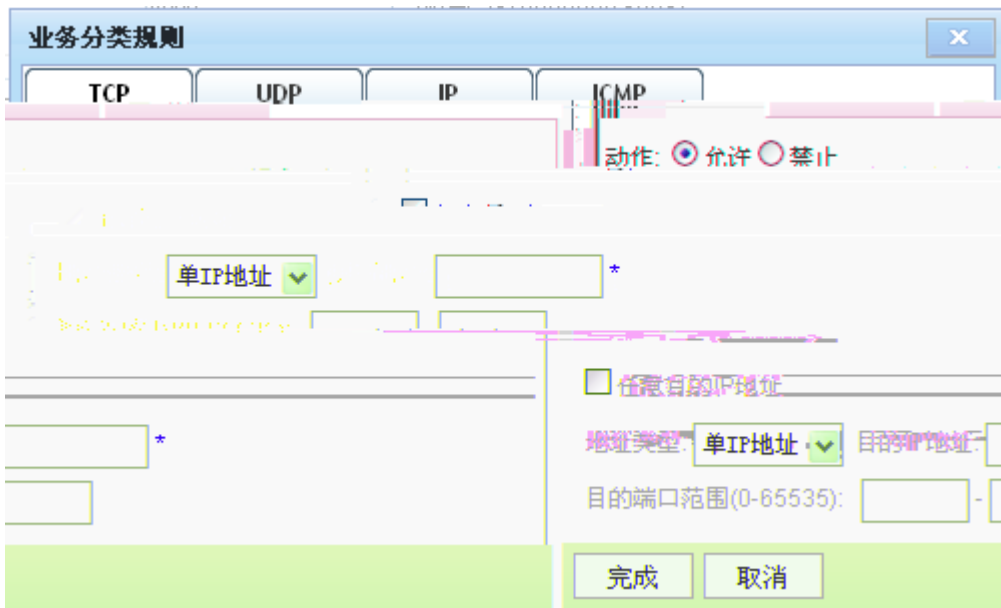 业务分类规则
TCP UDP IP ICMP
动作: 允许 禁止
单IP地址 *
任意目的IP地址
*
地址类型: 单IP地址 目的IP地址:
目的端口范围(0-65535): -
完成 取消